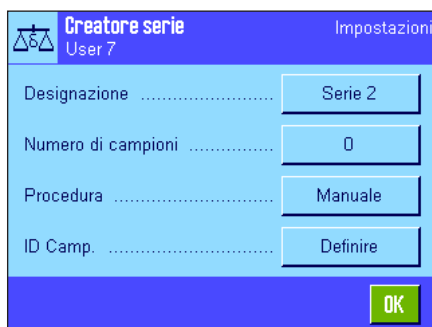 Creatore serie Impostazioni
User 7
Designazione ........................ Serie 2
Numero di campioni ............... 0
Procedura ............................ Manuale
ID Camp. ............................. Definire
OK